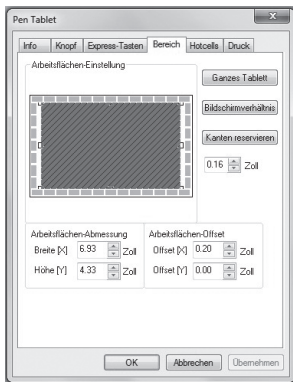 Pen Tablet
Info Knopf Express-Tasten Bereich Hotcells Druck
Arbeitsflächen-Einstellung
Ganzes Tablett
Bildschirmverhältnis
Kanten reservieren
0.16 Zoll
Arbeitsflächen-Abmessung
Breite [X] 6.93 Zoll
Höhe [Y] 4.33 Zoll
Arbeitsflächen-Offset
Offset [X] 0.20 Zoll
Offset [Y] 0.00 Zoll
OK Abbrechen Übernehmen